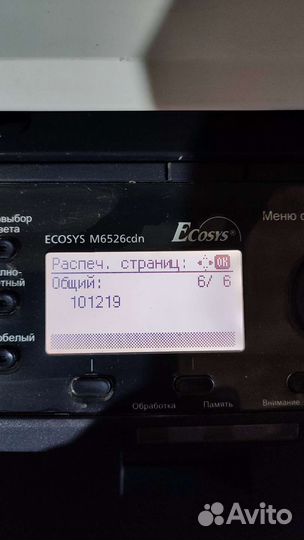 выбор
вета
ECOSYS M6526cdn
ECOSYS®
Меню
Распеч. страниц: OK
Общий: 6/ 6
101219
лно-
тный
обелый
Обработка
Память
Внимание
Avito